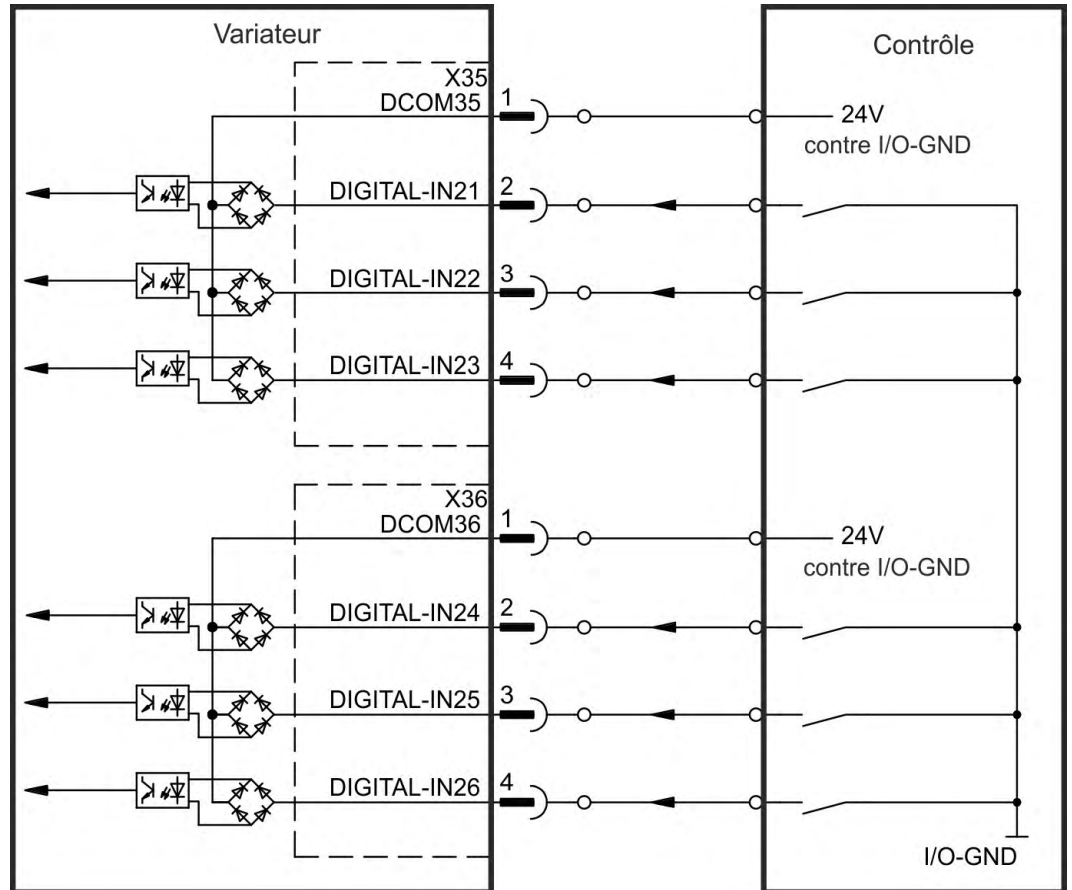 Variateur
Contrôle
X35
DCOM35
1
24V
contre I/O-GND
DIGITAL-IN21
2
DIGITAL-IN22
3
DIGITAL-IN23
4
X36
DCOM36
1
24V
contre I/O-GND
DIGITAL-IN24
2
DIGITAL-IN25
3
DIGITAL-IN26
4
I/O-GND